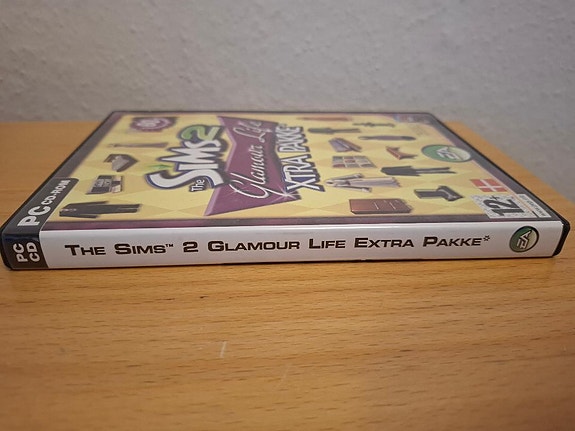 PC CD-ROM
The SiMS 2
Glamour Life
XTRA PAKKE
EA
12+
PC
CD
THE SIMS™ 2 GLAMOUR LIFE EXTRA PAKKE*
EA